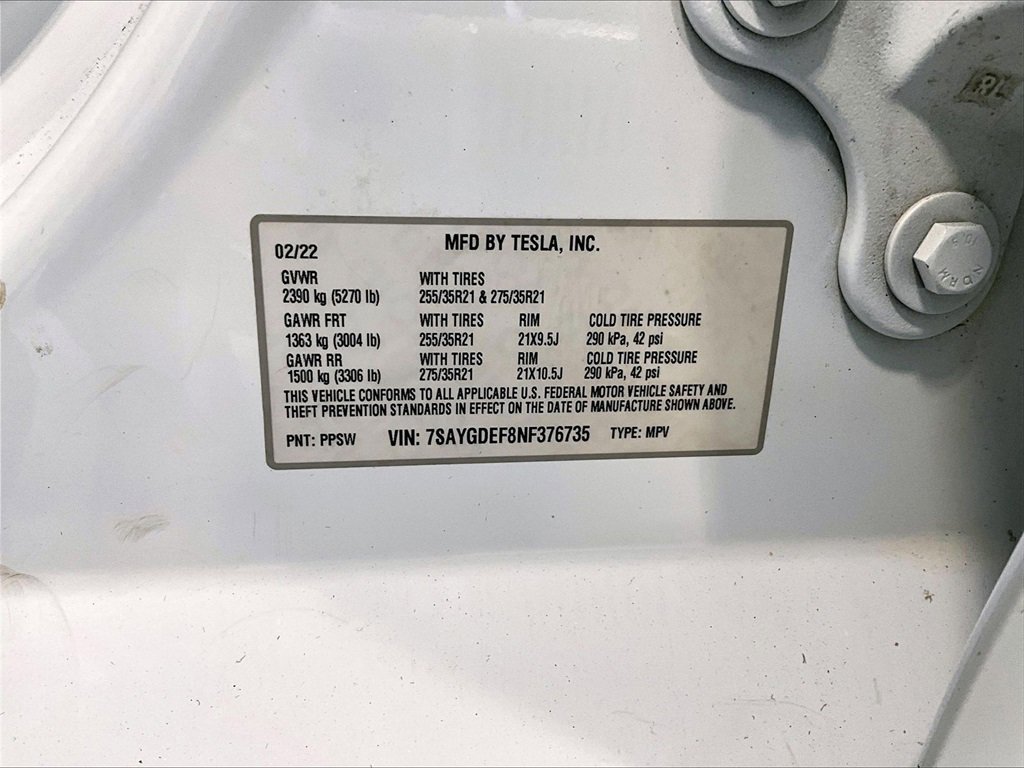 RL
MFD BY TESLA, INC.
02/22
GVWR WITH TIRES
2390 kg (5270 lb) 255/35R21 & 275/35R21
GAWR FRT WITH TIRES RIM COLD TIRE PRESSURE
1363 kg (3004 lb) 255/35R21 21X9.5J 290 kPa, 42 psi
GAWR RR WITH TIRES RIM COLD TIRE PRESSURE
1500 kg (3306 lb) 275/35R21 21X10.5J 290 kPa, 42 psi
THIS VEHICLE CONFORMS TO ALL APPLICABLE U.S. FEDERAL MOTOR VEHICLE SAFETY AND
THEFT PREVENTION STANDARDS IN EFFECT ON THE DATE OF MANUFACTURE SHOWN ABOVE.
PNT: PPSW VIN: 7SAYGDEF8NF376735 TYPE: MPV